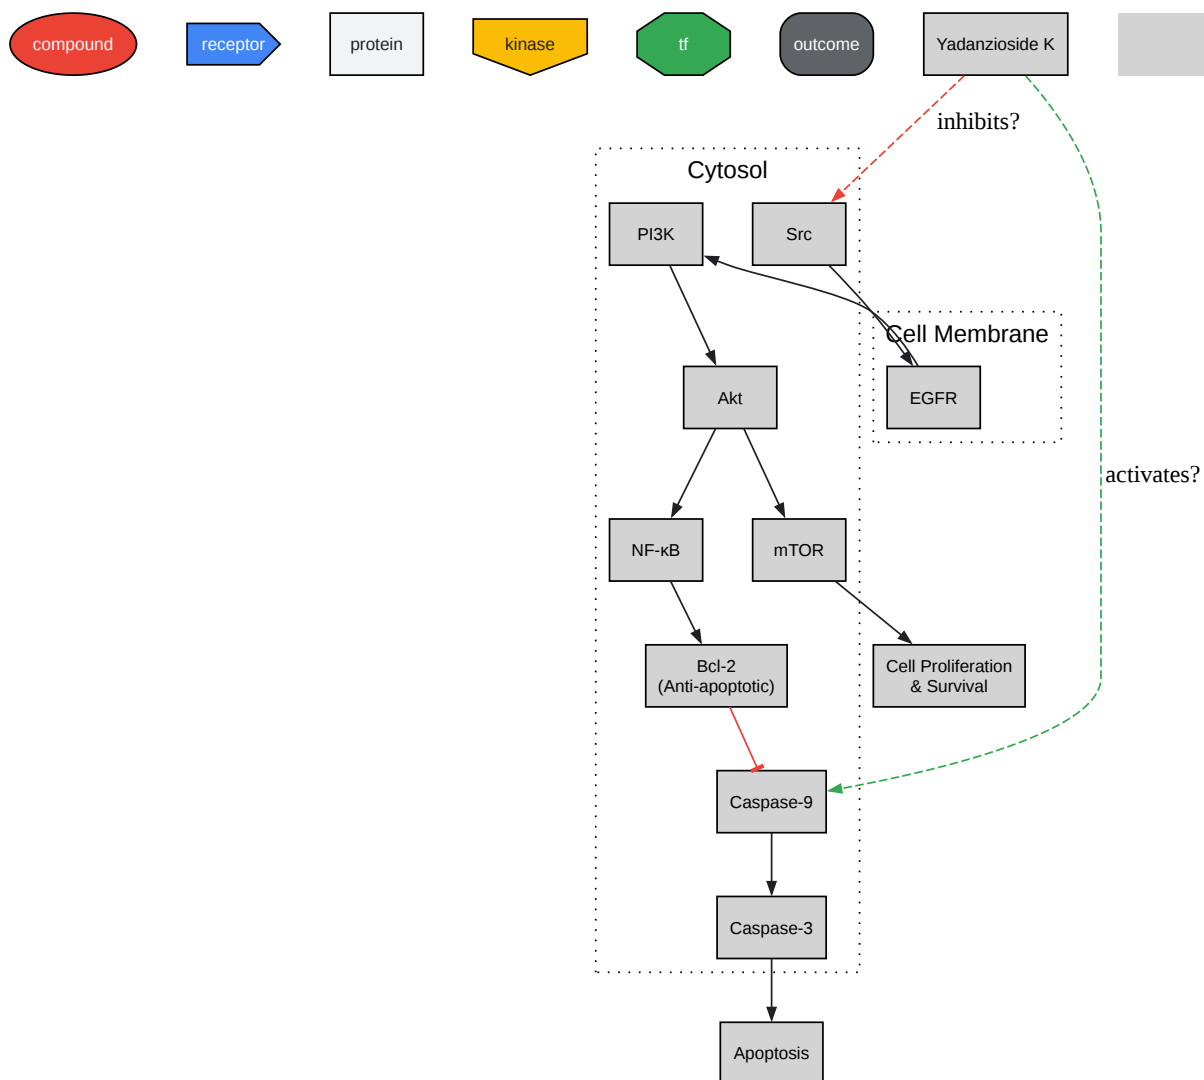 compound
receptor
protein
kinase
tf
outcome
Yadanzioside K
inhibits?
Cytosol
PI3K
Src
Cell Membrane
Akt
EGFR
activates?
NF-κB
mTOR
Bcl-2
(Anti-apoptotic)
Cell Proliferation
& Survival
Caspase-9
Caspase-3
Apoptosis